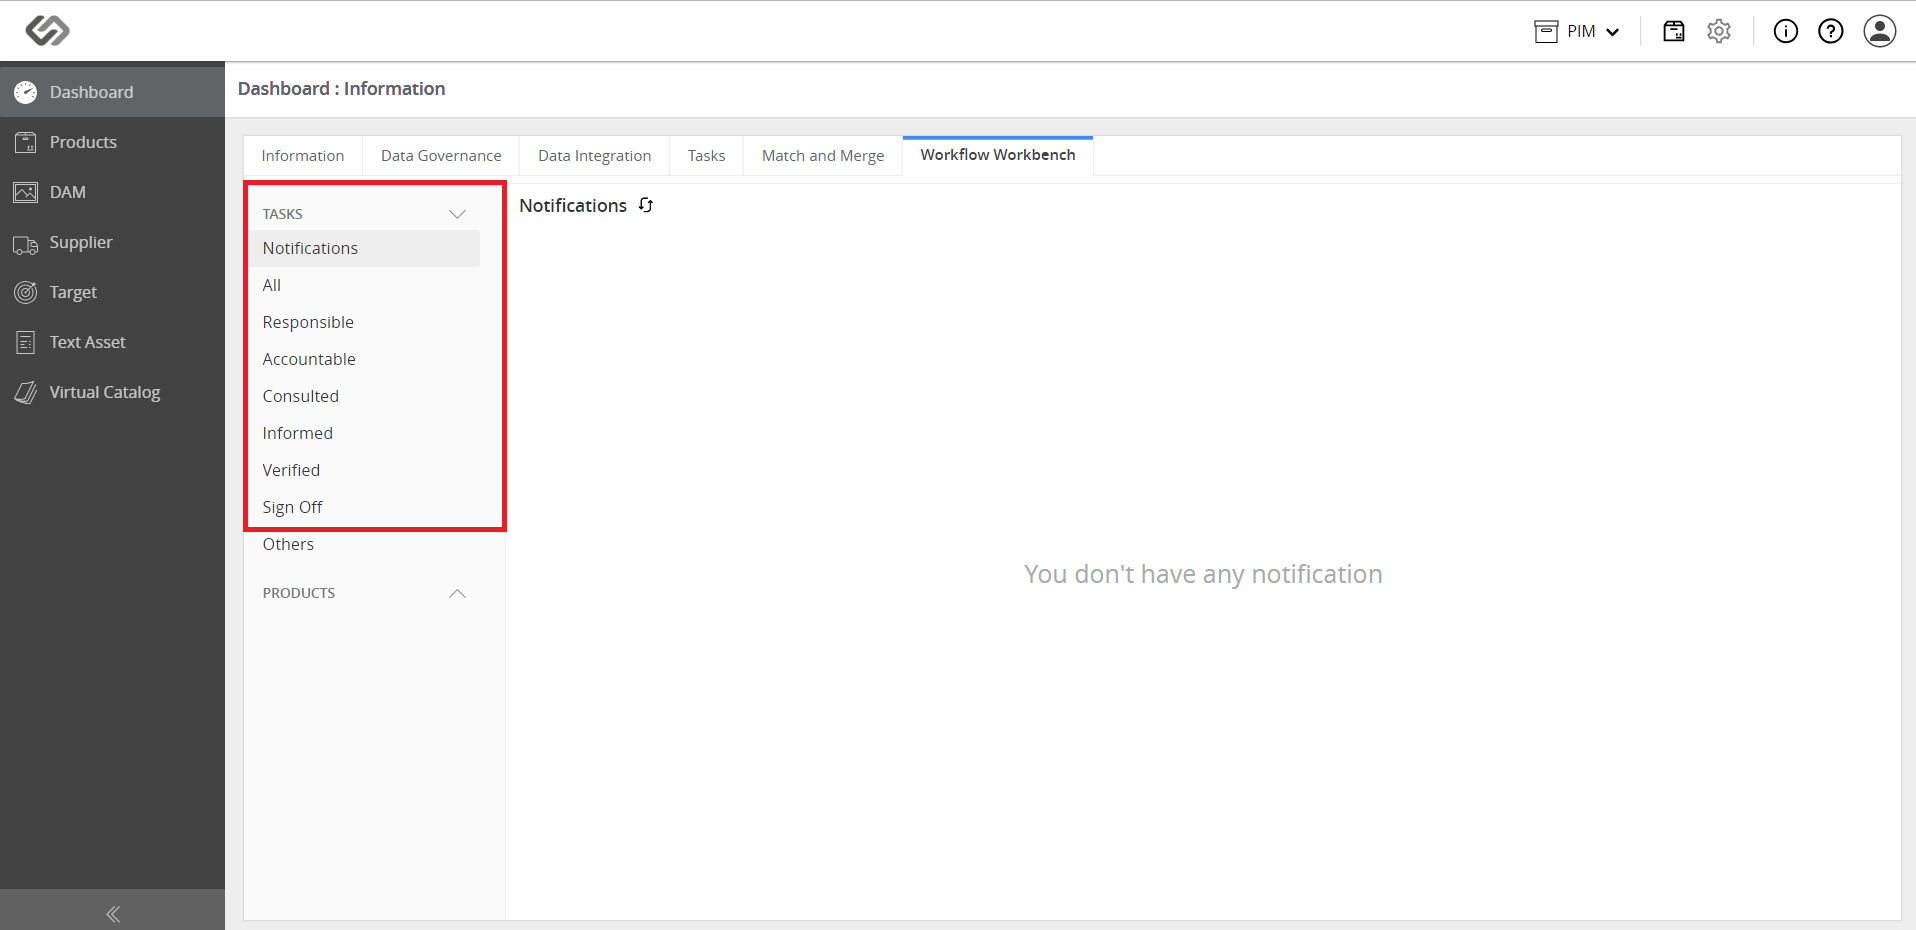 PIM
Dashboard
Products
DAM
Supplier
Target
Text Asset
Virtual Catalog
Dashboard : Information
Information
Data Governance
Data Integration
Tasks
Match and Merge
Workflow Workbench
TASKS
Notifications
All
Responsible
Accountable
Consulted
Informed
Verified
Sign Off
Others
PRODUCTS
Notifications
You don't have any notification